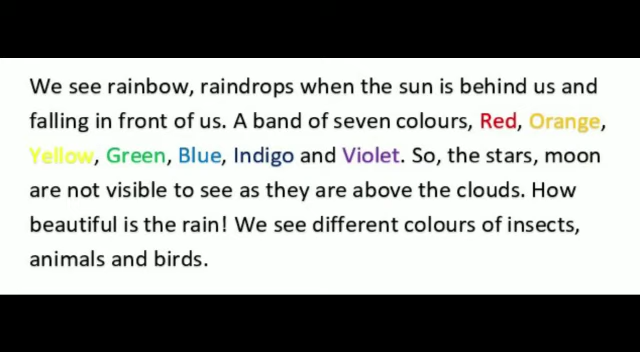 We see rainbow, raindrops when the sun is behind us and
falling in front of us. A band of seven colours, Red, Orange,
Yellow, Green, Blue, Indigo and Violet. So, the stars, moon
are not visible to see as they are above the clouds. How
beautiful is the rain! We see different colours of insects,
animals and birds.